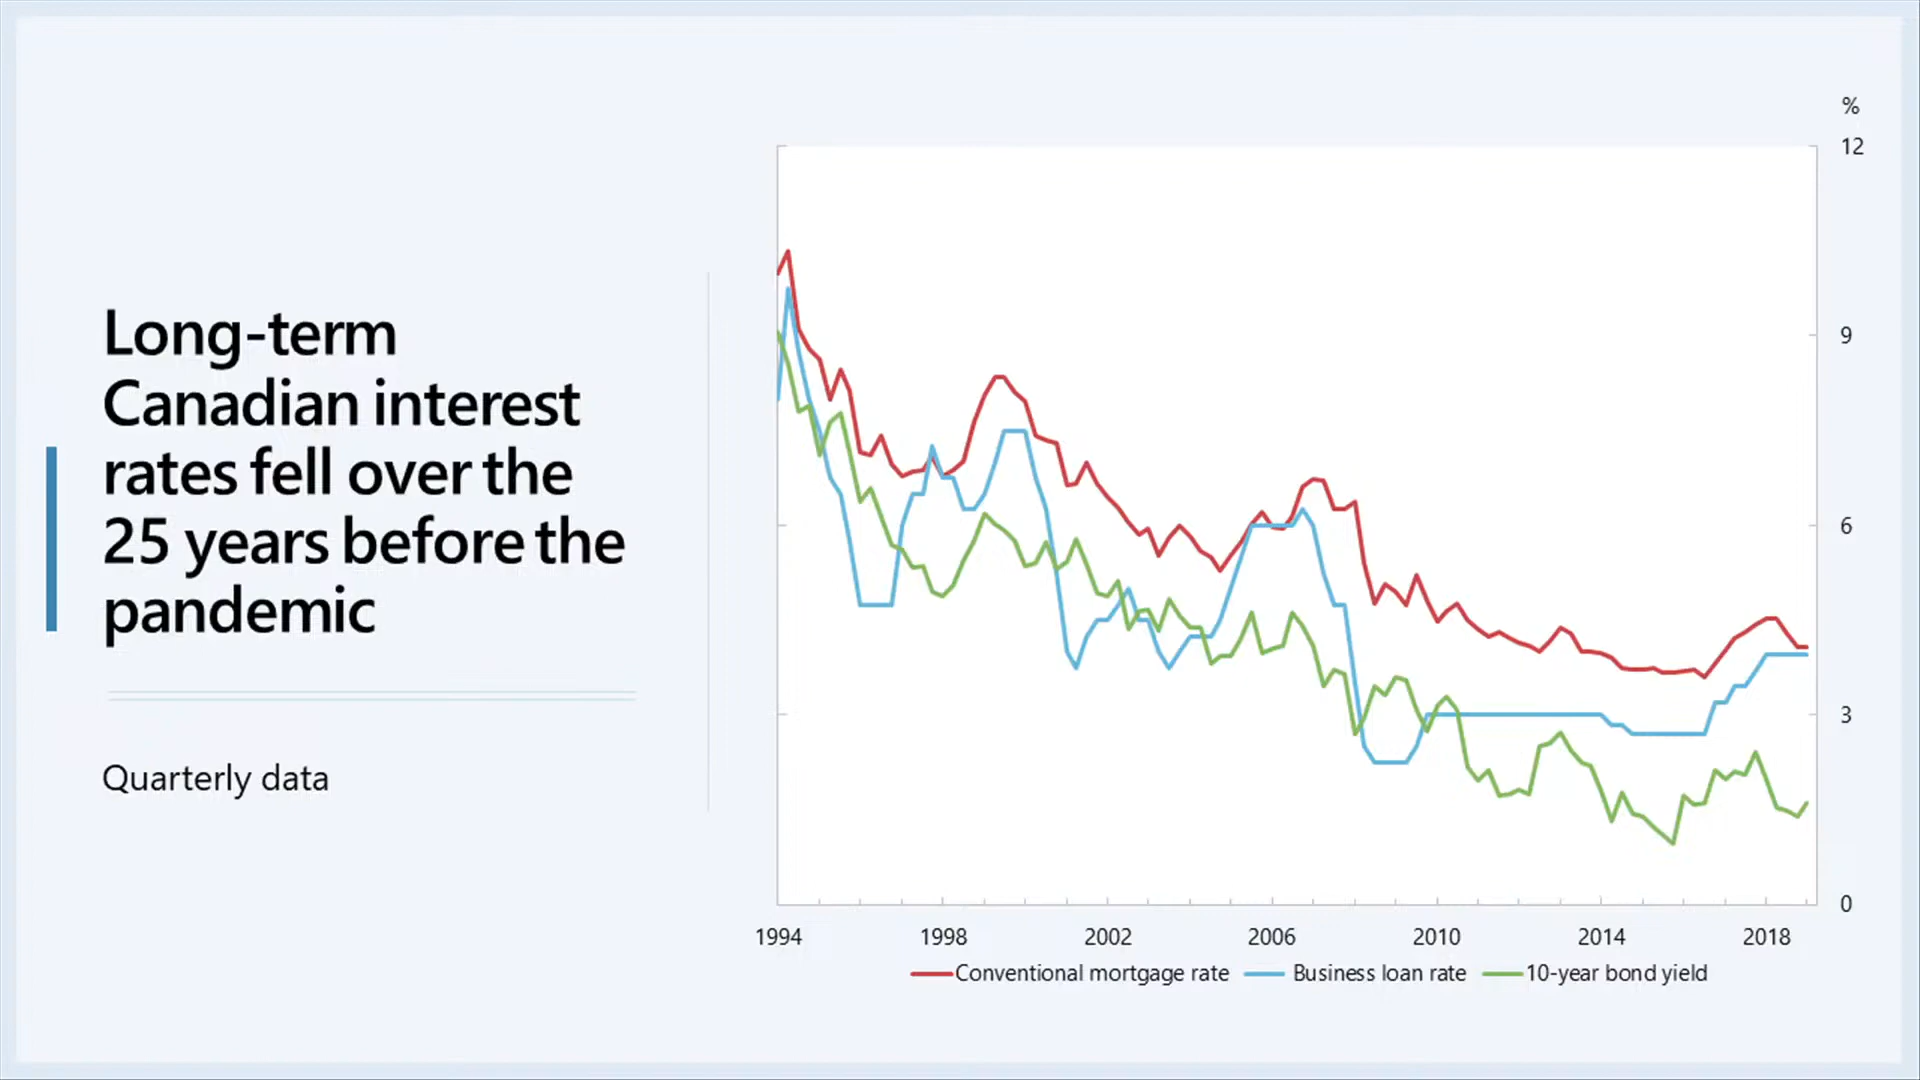 Long-term
Canadian interest
rates fell over the
25 years before the
pandemic
Quarterly data
%
12
9
6
3
0
1994 1998 2002 2006 2010 2014 2018
Conventional mortgage rate Business loan rate 10-year bond yield